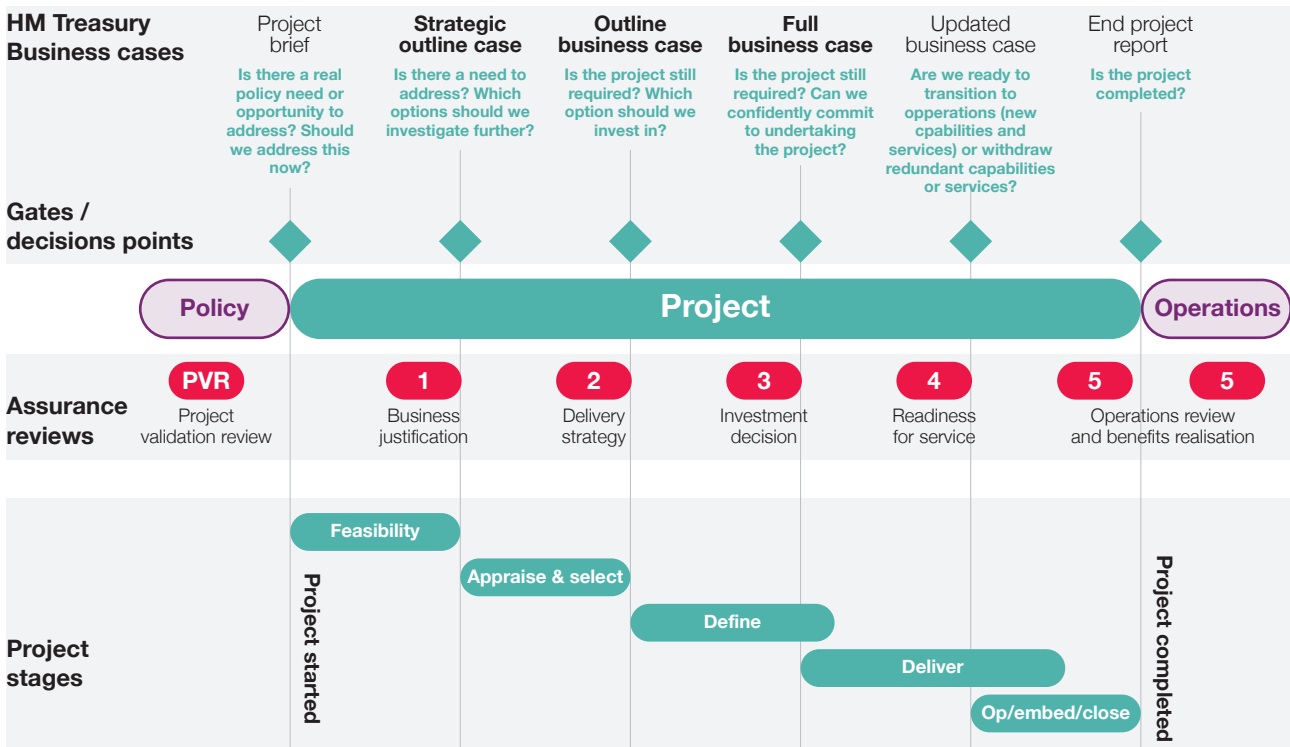 HM Treasury
Business cases
Project
brief
Is there a real
policy need or
opportunity to
address? Should
we address this
now?
Strategic
outline case
Is there a need to
address? Which
options should we
investigate further?
Outline
business case
Is the project still
required? Which
option should we
invest in?
Full
business case
Is the project still
required? Can we
confidently commit
to undertaking
the project?
Updated
business case
Are we ready to
transition to
opperations (new
cpabilities and
services) or withdraw
redundant capabilities
or services?
End project
report
Is the project
completed?
Gates /
decisions points
Policy
Project
Operations
Assurance
reviews
PVR
Project
validation review
1
Business
justification
2
Delivery
strategy
3
Investment
decision
4
Readiness
for service
5
5
Operations review
and benefits realisation
Project
stages
Project started
Feasibility
Appraise & select
Define
Deliver
Op/embed/close
Project completed